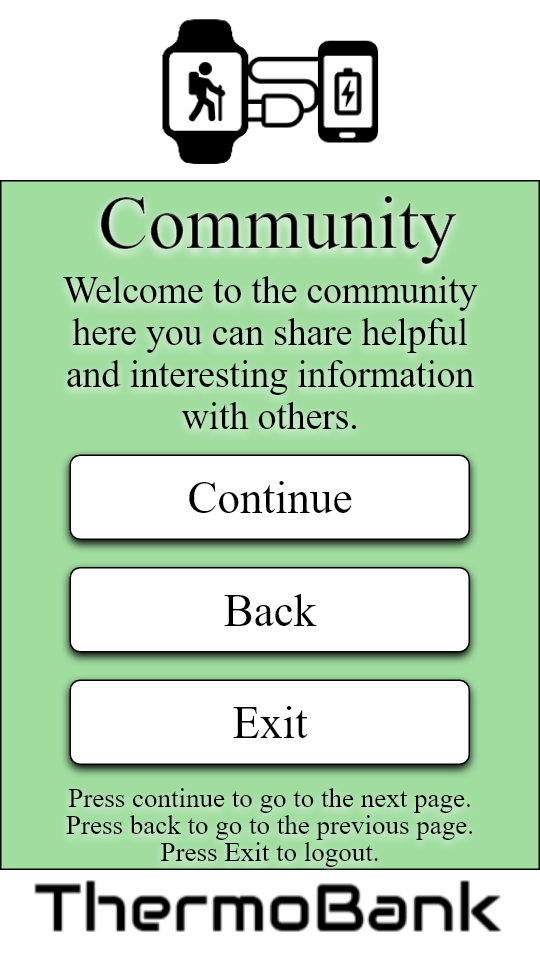 Community
Welcome to the community
here you can share helpful
and interesting information
with others.
Continue
Back
Exit
Press continue to go to the next page.
Press back to go to the previous page.
Press Exit to logout.
ThermoBank